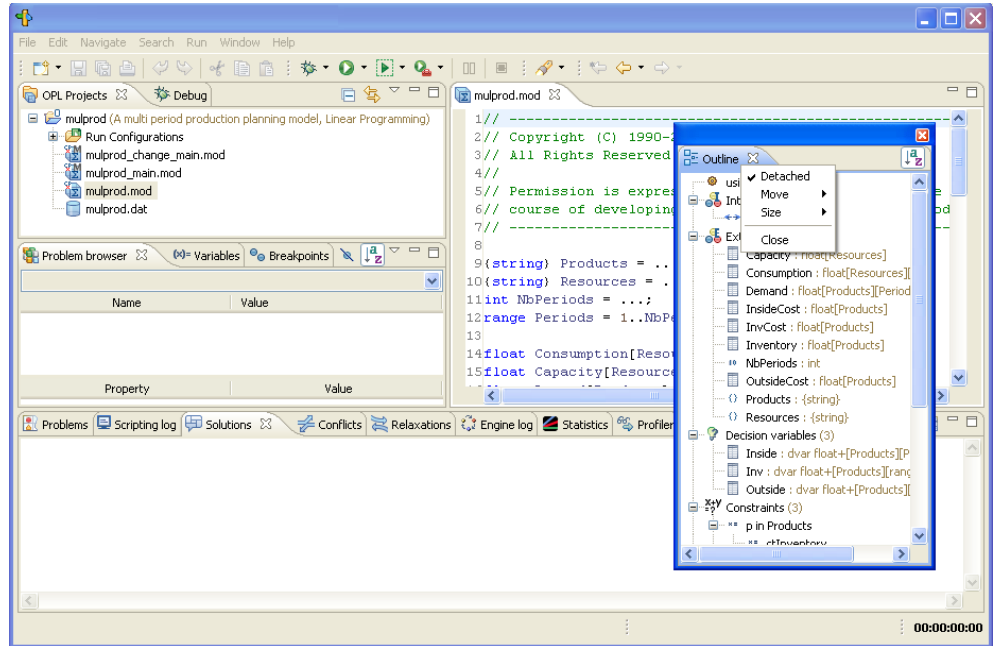 File Edit Navigate Search Run Window Help
OPL Projects Debug
mulprod (A multi period production planning model, Linear Programming)
Run Configurations
mulprod_change_main.mod
mulprod_main.mod
mulprod.mod
mulprod.dat
Problem browser (x)= Variables Breakpoints
Name Value
Property Value
mulprod.mod
1// ------------------------------
2// Copyright (C) 1990-
3// All Rights Reserved
4//
5// Permission is expres
6// course of developing
7// ------------------------------
8
9{string} Products = ..
10{string} Resources = .
11int NbPeriods = ...;
12range Periods = 1..NbPe
13
14float Consumption[Resou
15float Capacity[Resource
Outline
Detached
Move
Size
Close
usi
Int
Ext
Capacity : float[Resources]
Consumption : float[Resources][
Demand : float[Products][Period
InsideCost : float[Products]
InvCost : float[Products]
Inventory : float[Products]
NbPeriods : int
OutsideCost : float[Products]
Products : {string}
Resources : {string}
Decision variables (3)
Inside : dvar float+[Products][P
Inv : dvar float+[Products][rang
Outside : dvar float+[Products][
Constraints (3)
p in Products
ctInventory
Problems Scripting log Solutions Conflicts Relaxations Engine log Statistics Profiler
00:00:00:00